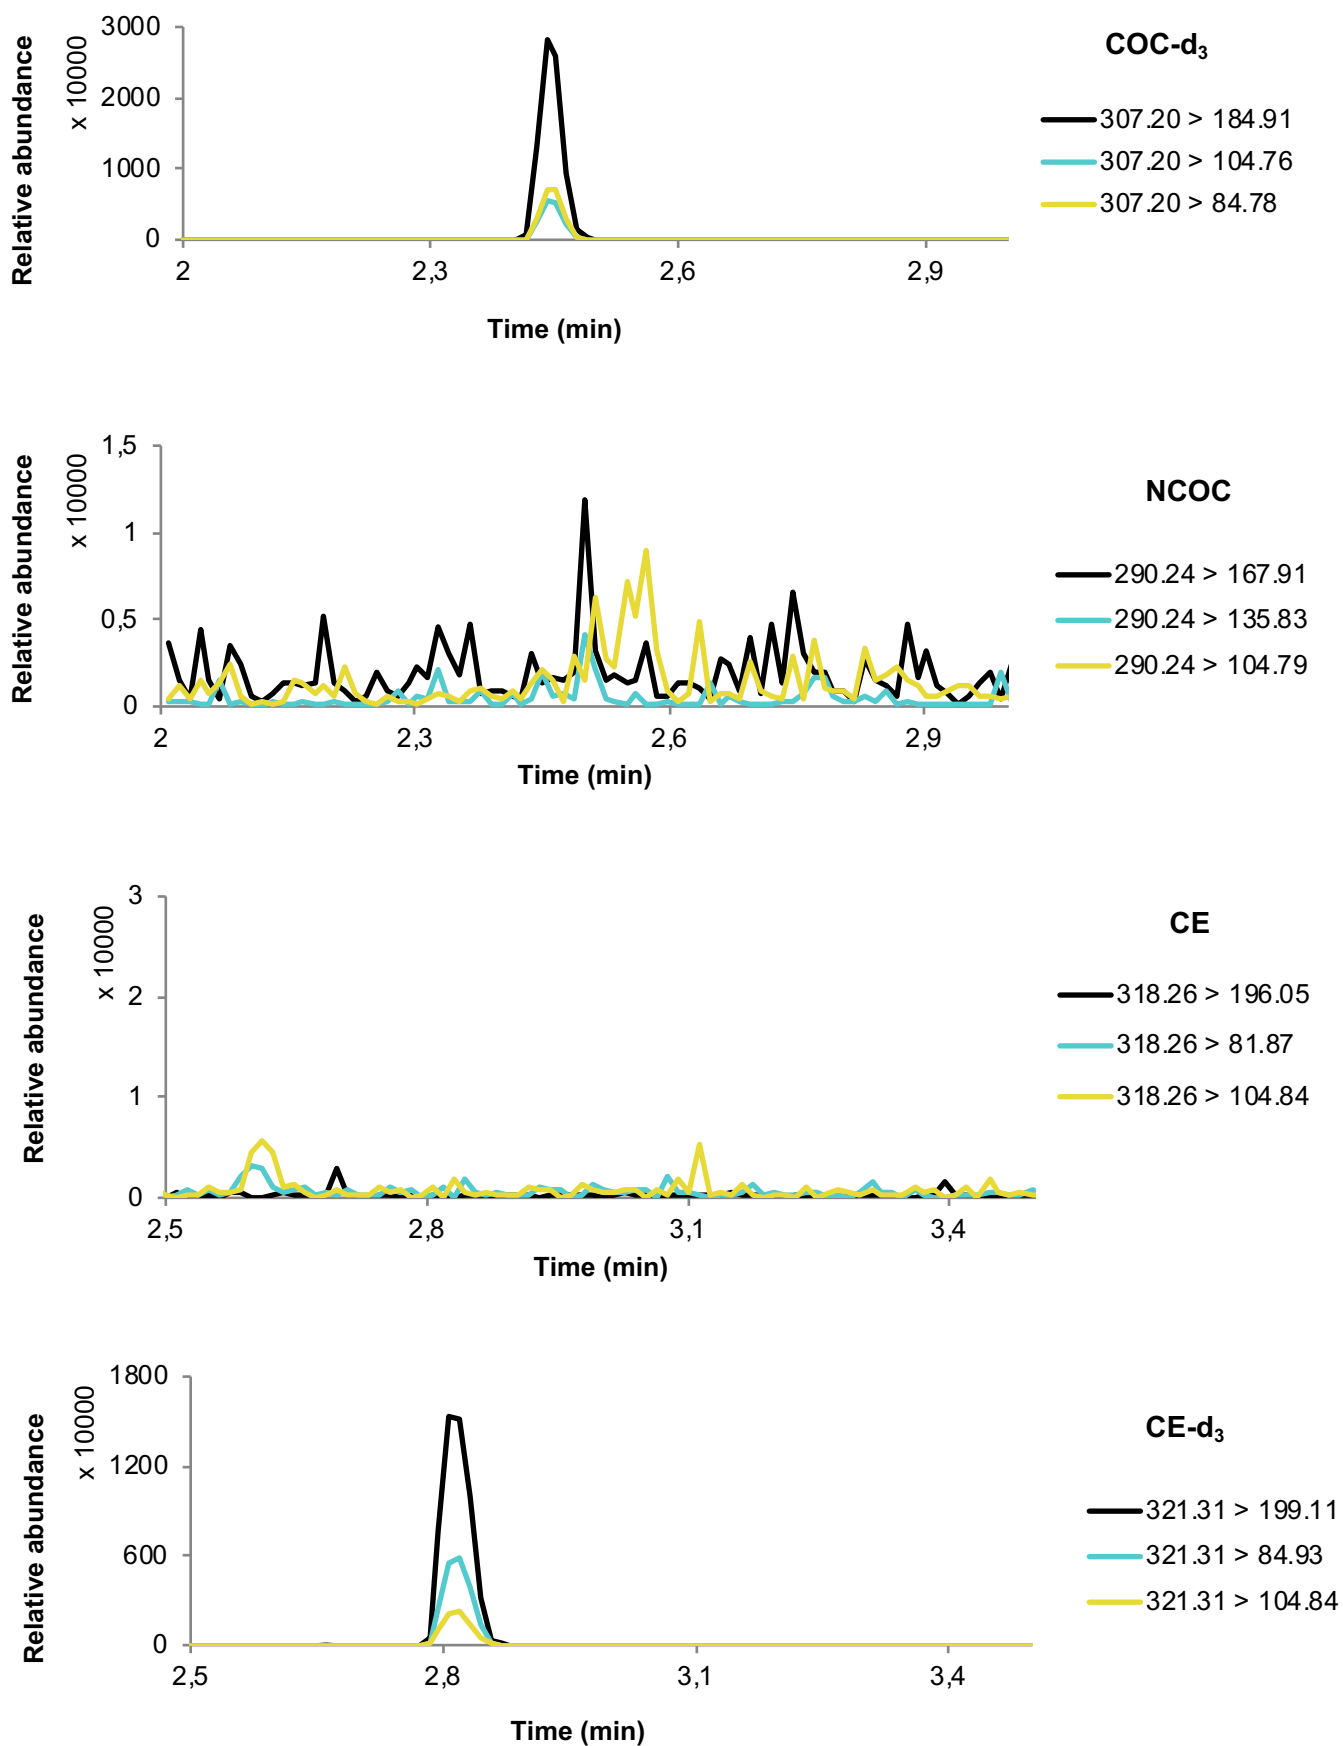 COC-d3
Relative abundance
x 10000
3000
2000
1000
0
2 2,3 2,6 2,9
Time (min)
307.20 > 184.91
307.20 > 104.76
307.20 > 84.78
NCOC
Relative abundance
x 10000
1,5
1
0,5
0
2 2,3 2,6 2,9
Time (min)
290.24 > 167.91
290.24 > 135.83
290.24 > 104.79
CE
Relative abundance
x 10000
3
2
1
0
2,5 2,8 3,1 3,4
Time (min)
318.26 > 196.05
318.26 > 81.87
318.26 > 104.84
CE-d3
Relative abundance
x 10000
1800
1200
600
0
2,5 2,8 3,1 3,4
Time (min)
321.31 > 199.11
321.31 > 84.93
321.31 > 104.84